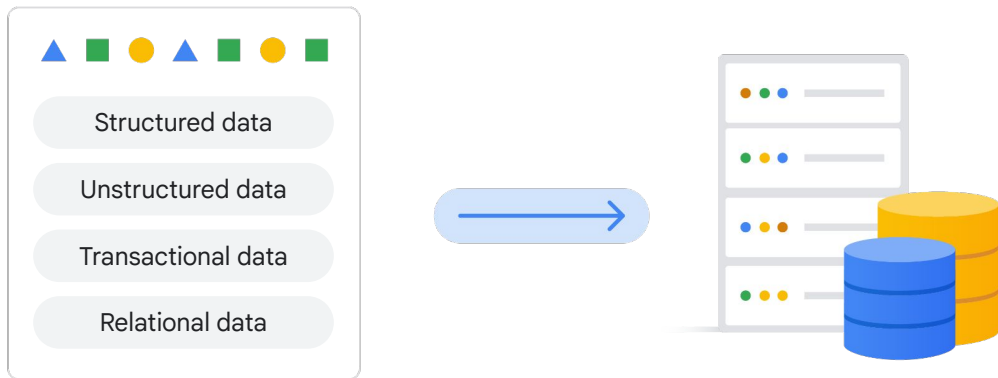 Structured data
Unstructured data
Transactional data
Relational data